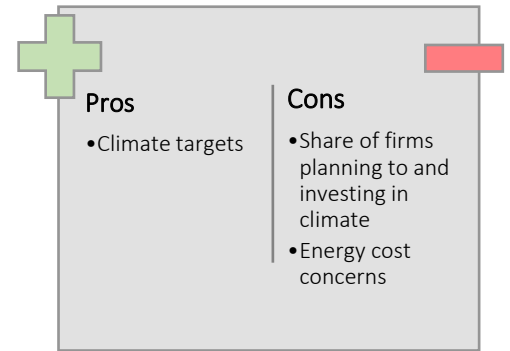 Pros
•Climate targets
Cons
•Share of firms
planning to and
investing in
climate
•Energy cost
concerns